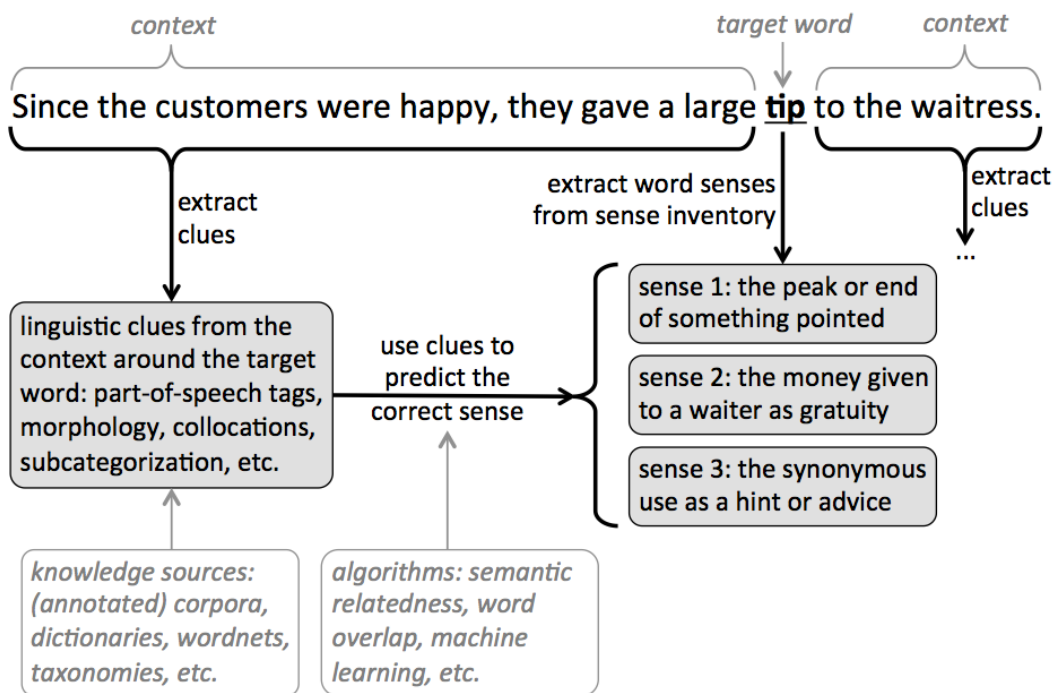 context
target word
context
Since the customers were happy, they gave a large tip to the waitress.
extract
clues
extract word senses
from sense inventory
extract
clues
...
linguistic clues from the
context around the target
word: part-of-speech tags,
morphology, collocations,
subcategorization, etc.
use clues to
predict the
correct sense
sense 1: the peak or end
of something pointed
sense 2: the money given
to a waiter as gratuity
sense 3: the synonymous
use as a hint or advice
knowledge sources:
(annotated) corpora,
dictionaries, wordnets,
taxonomies, etc.
algorithms: semantic
relatedness, word
overlap, machine
learning, etc.